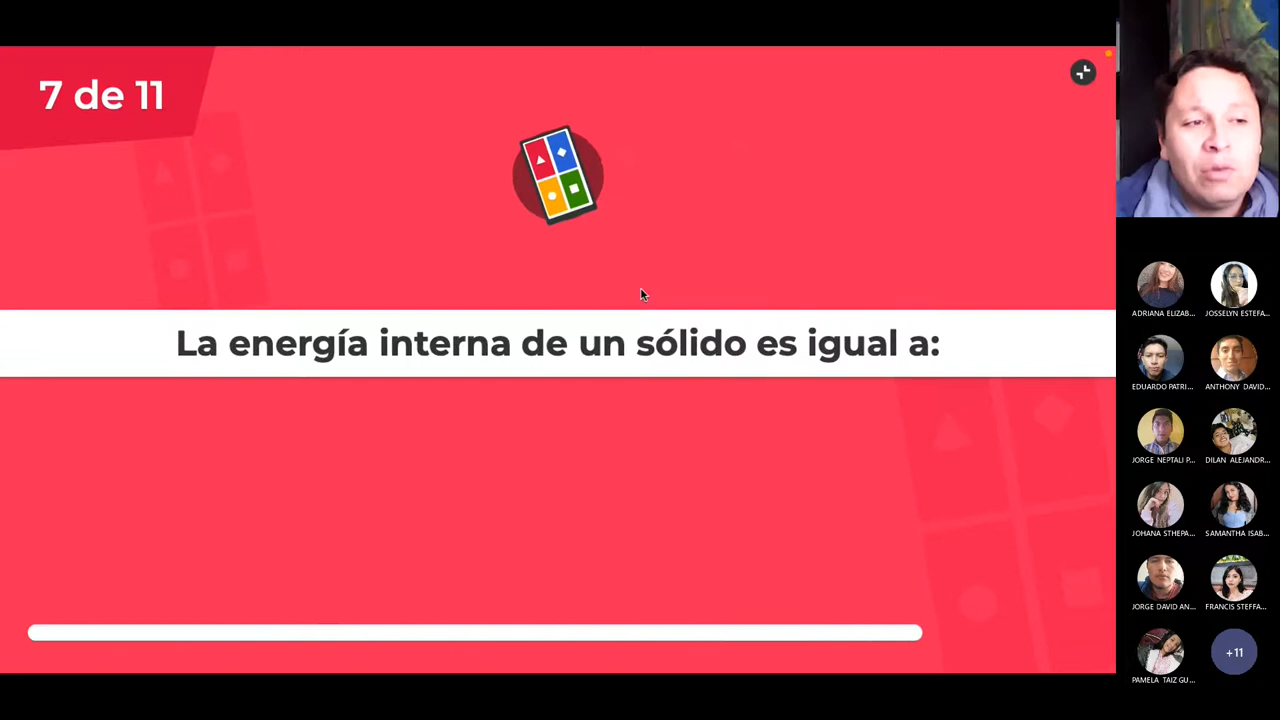 7 de 11
La energía interna de un sólido es igual a:
ADRIANA ELIZAB...
JOSSELYN ESTEFA...
EDUARDO PATRI...
ANTHONY DAVID...
JORGE NEPTALI P...
DILAN ALEJANDR...
JOHANA STHEPA...
SAMANTHA ISAB...
JORGE DAVID AN...
FRANCIS STEFFA...
PAMELA TAIZ GU...
+11